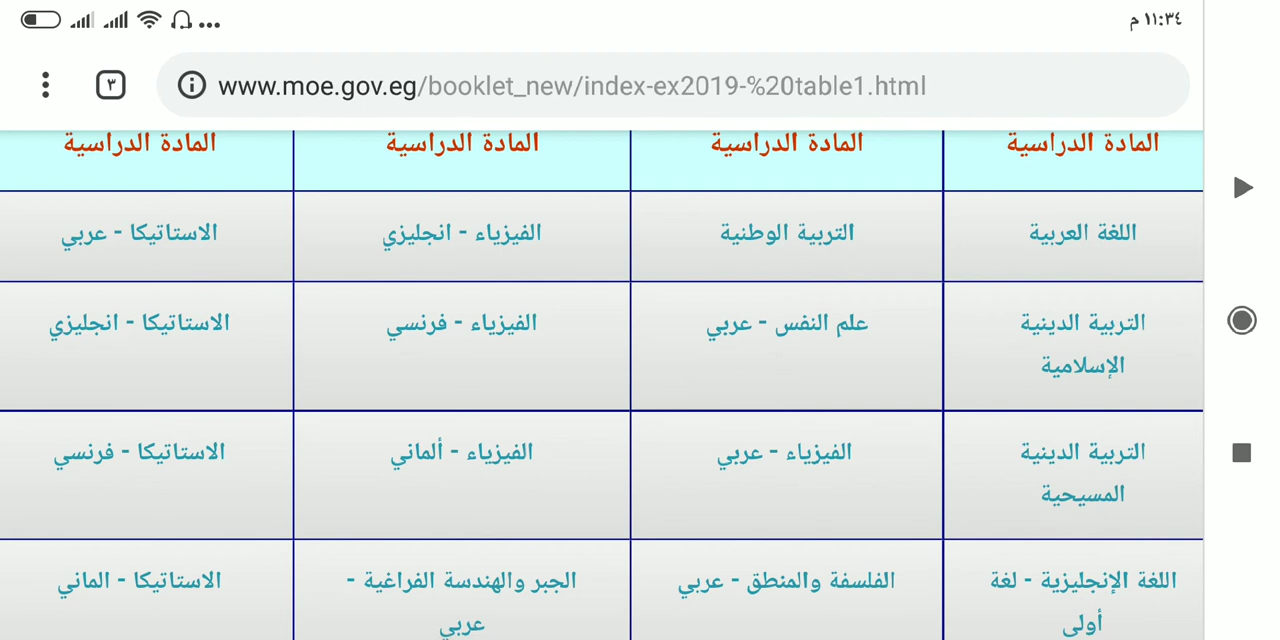 ١١:٣٤ م
٣
www.moe.gov.eg/booklet_new/index-ex2019-%20table1.html
المادة الدراسية المادة الدراسية المادة الدراسية المادة الدراسية
اللغة العربية التربية الوطنية الفيزياء - انجليزي الاستاتيكا - عربي
التربية الدينية علم النفس - عربي الفيزياء - فرنسي الاستاتيكا - انجليزي
الإسلامية
التربية الدينية الفيزياء - عربي الفيزياء - ألماني الاستاتيكا - فرنسي
المسيحية
اللغة الإنجليزية - لغة الفلسفة والمنطق - عربي الجبر والهندسة الفراغية - الاستاتيكا - الماني
أولى عربي